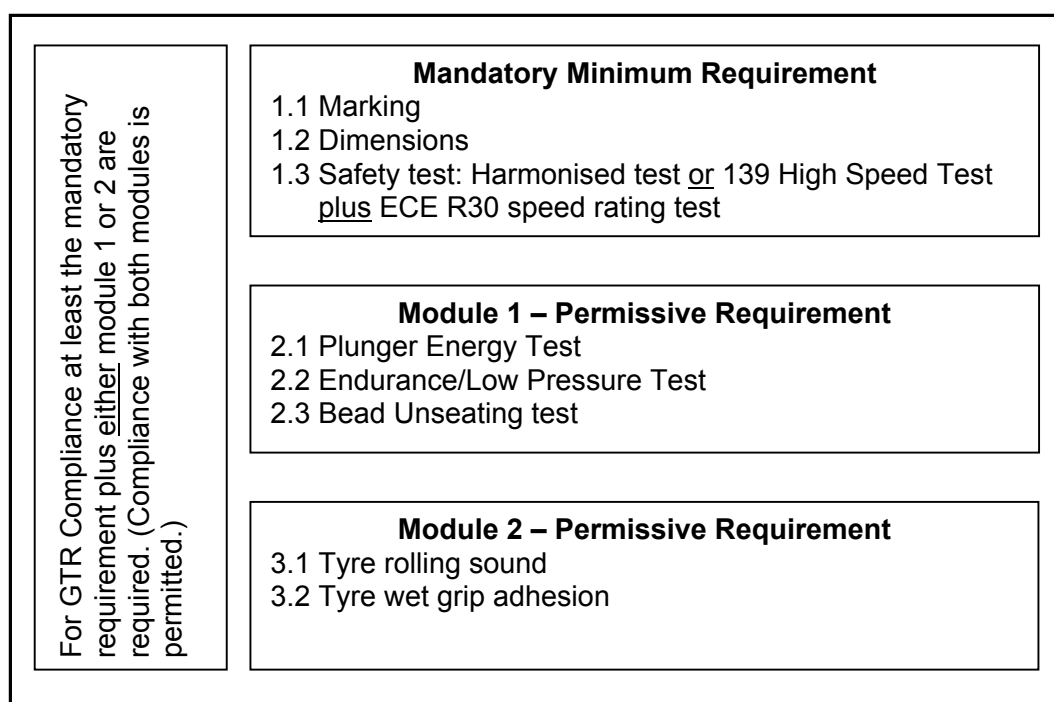 For GTR Compliance at least the mandatory
requirement plus either module 1 or 2 are
required. (Compliance with both modules is
permitted.)
Mandatory Minimum Requirement
1.1 Marking
1.2 Dimensions
1.3 Safety test: Harmonised test or 139 High Speed Test
plus ECE R30 speed rating test
Module 1 – Permissive Requirement
2.1 Plunger Energy Test
2.2 Endurance/Low Pressure Test
2.3 Bead Unseating test
Module 2 – Permissive Requirement
3.1 Tyre rolling sound
3.2 Tyre wet grip adhesion